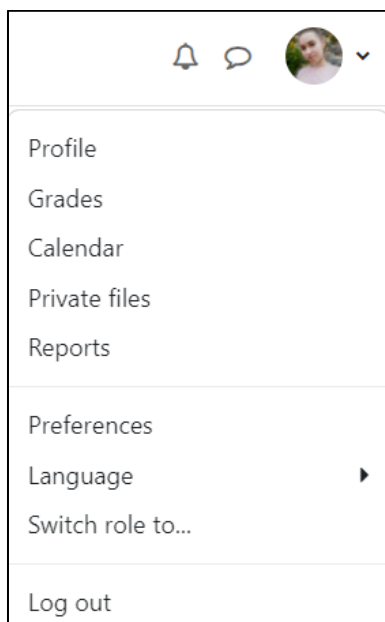 Profile
Grades
Calendar
Private files
Reports
Preferences
Language
Switch role to...
Log out